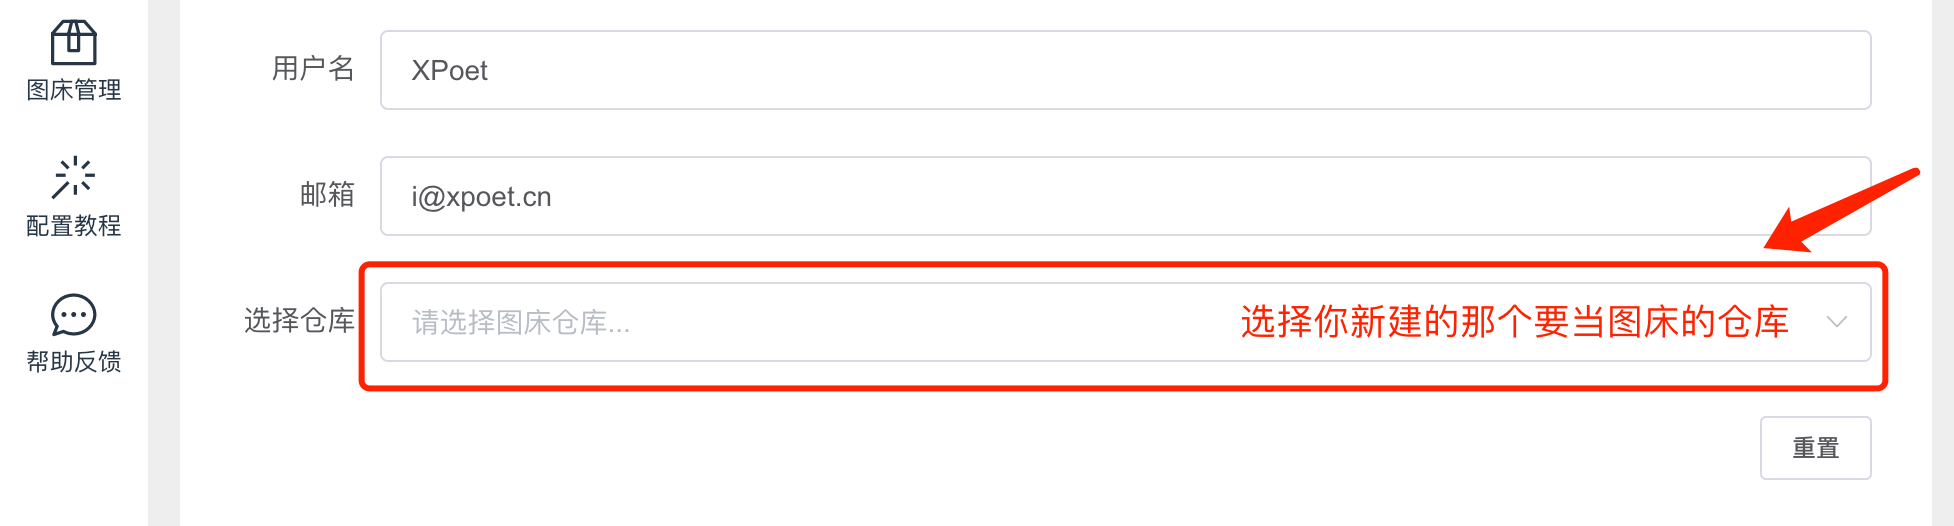 图床管理
配置教程
帮助反馈
用户名
XPoet
邮箱
i@xpoet.cn
选择仓库
请选择图床仓库...
选择你新建的那个要当图床的仓库
重置